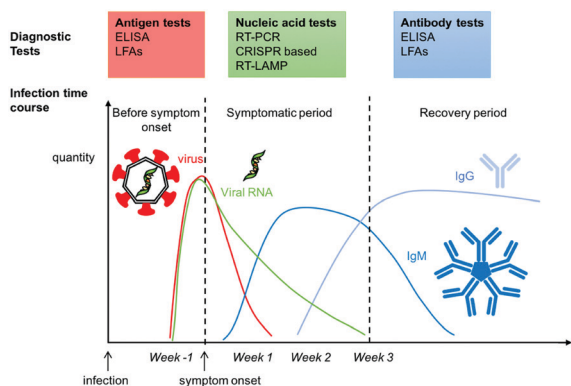 Diagnostic
Tests
Antigen tests
ELISA
LFAs
Nucleic acid tests
RT-PCR
CRISPR based
RT-LAMP
Antibody tests
ELISA
LFAs
Infection time
course
Before symptom
onset
Symptomatic period
Recovery period
quantity
virus
Viral RNA
IgG
IgM
Week -1
Week 1
Week 2
Week 3
infection
symptom onset